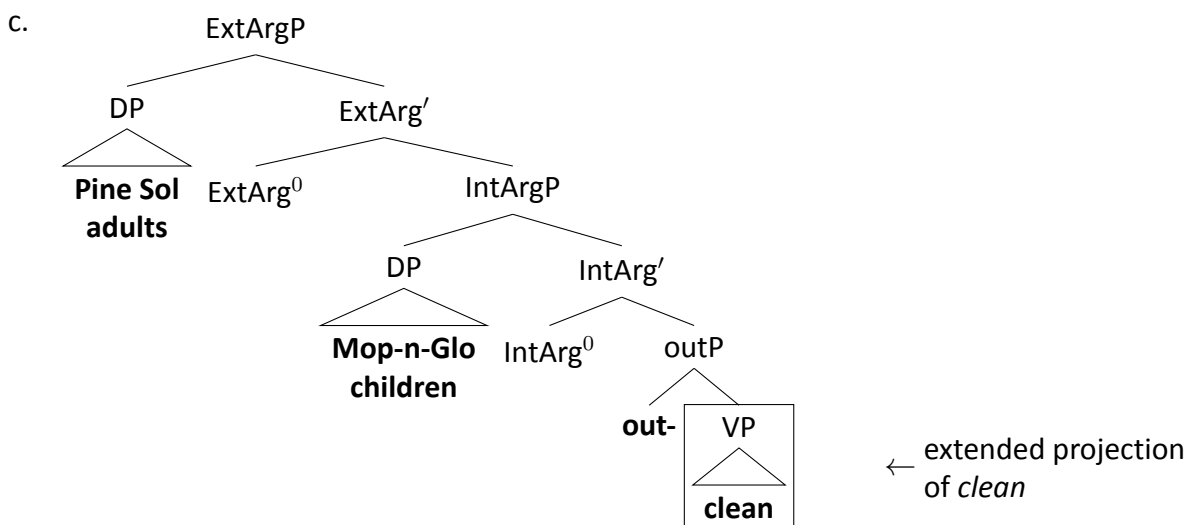 c.
ExtArgP
DP ExtArg′
Pine Sol
adults
ExtArg⁰ IntArgP
DP IntArg′
Mop-n-Glo
children
IntArg⁰ outP
out- VP
clean
← extended projection
of clean